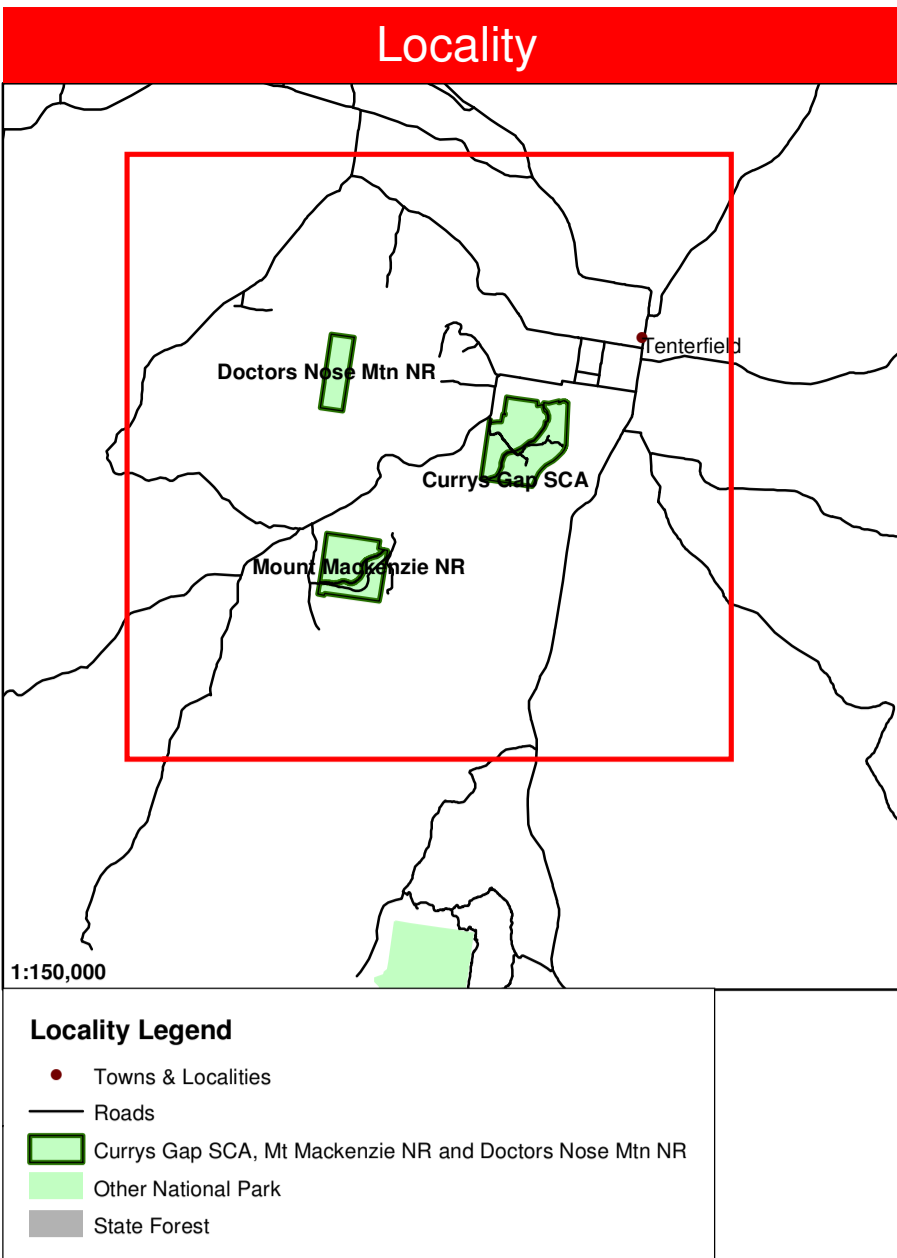 Locality
Tenterfield
Doctors Nose Mtn NR
Currys Gap SCA
Mount Mackenzie NR
1:150,000
Locality Legend
Towns & Localities
Roads
Currys Gap SCA, Mt Mackenzie NR and Doctors Nose Mtn NR
Other National Park
State Forest